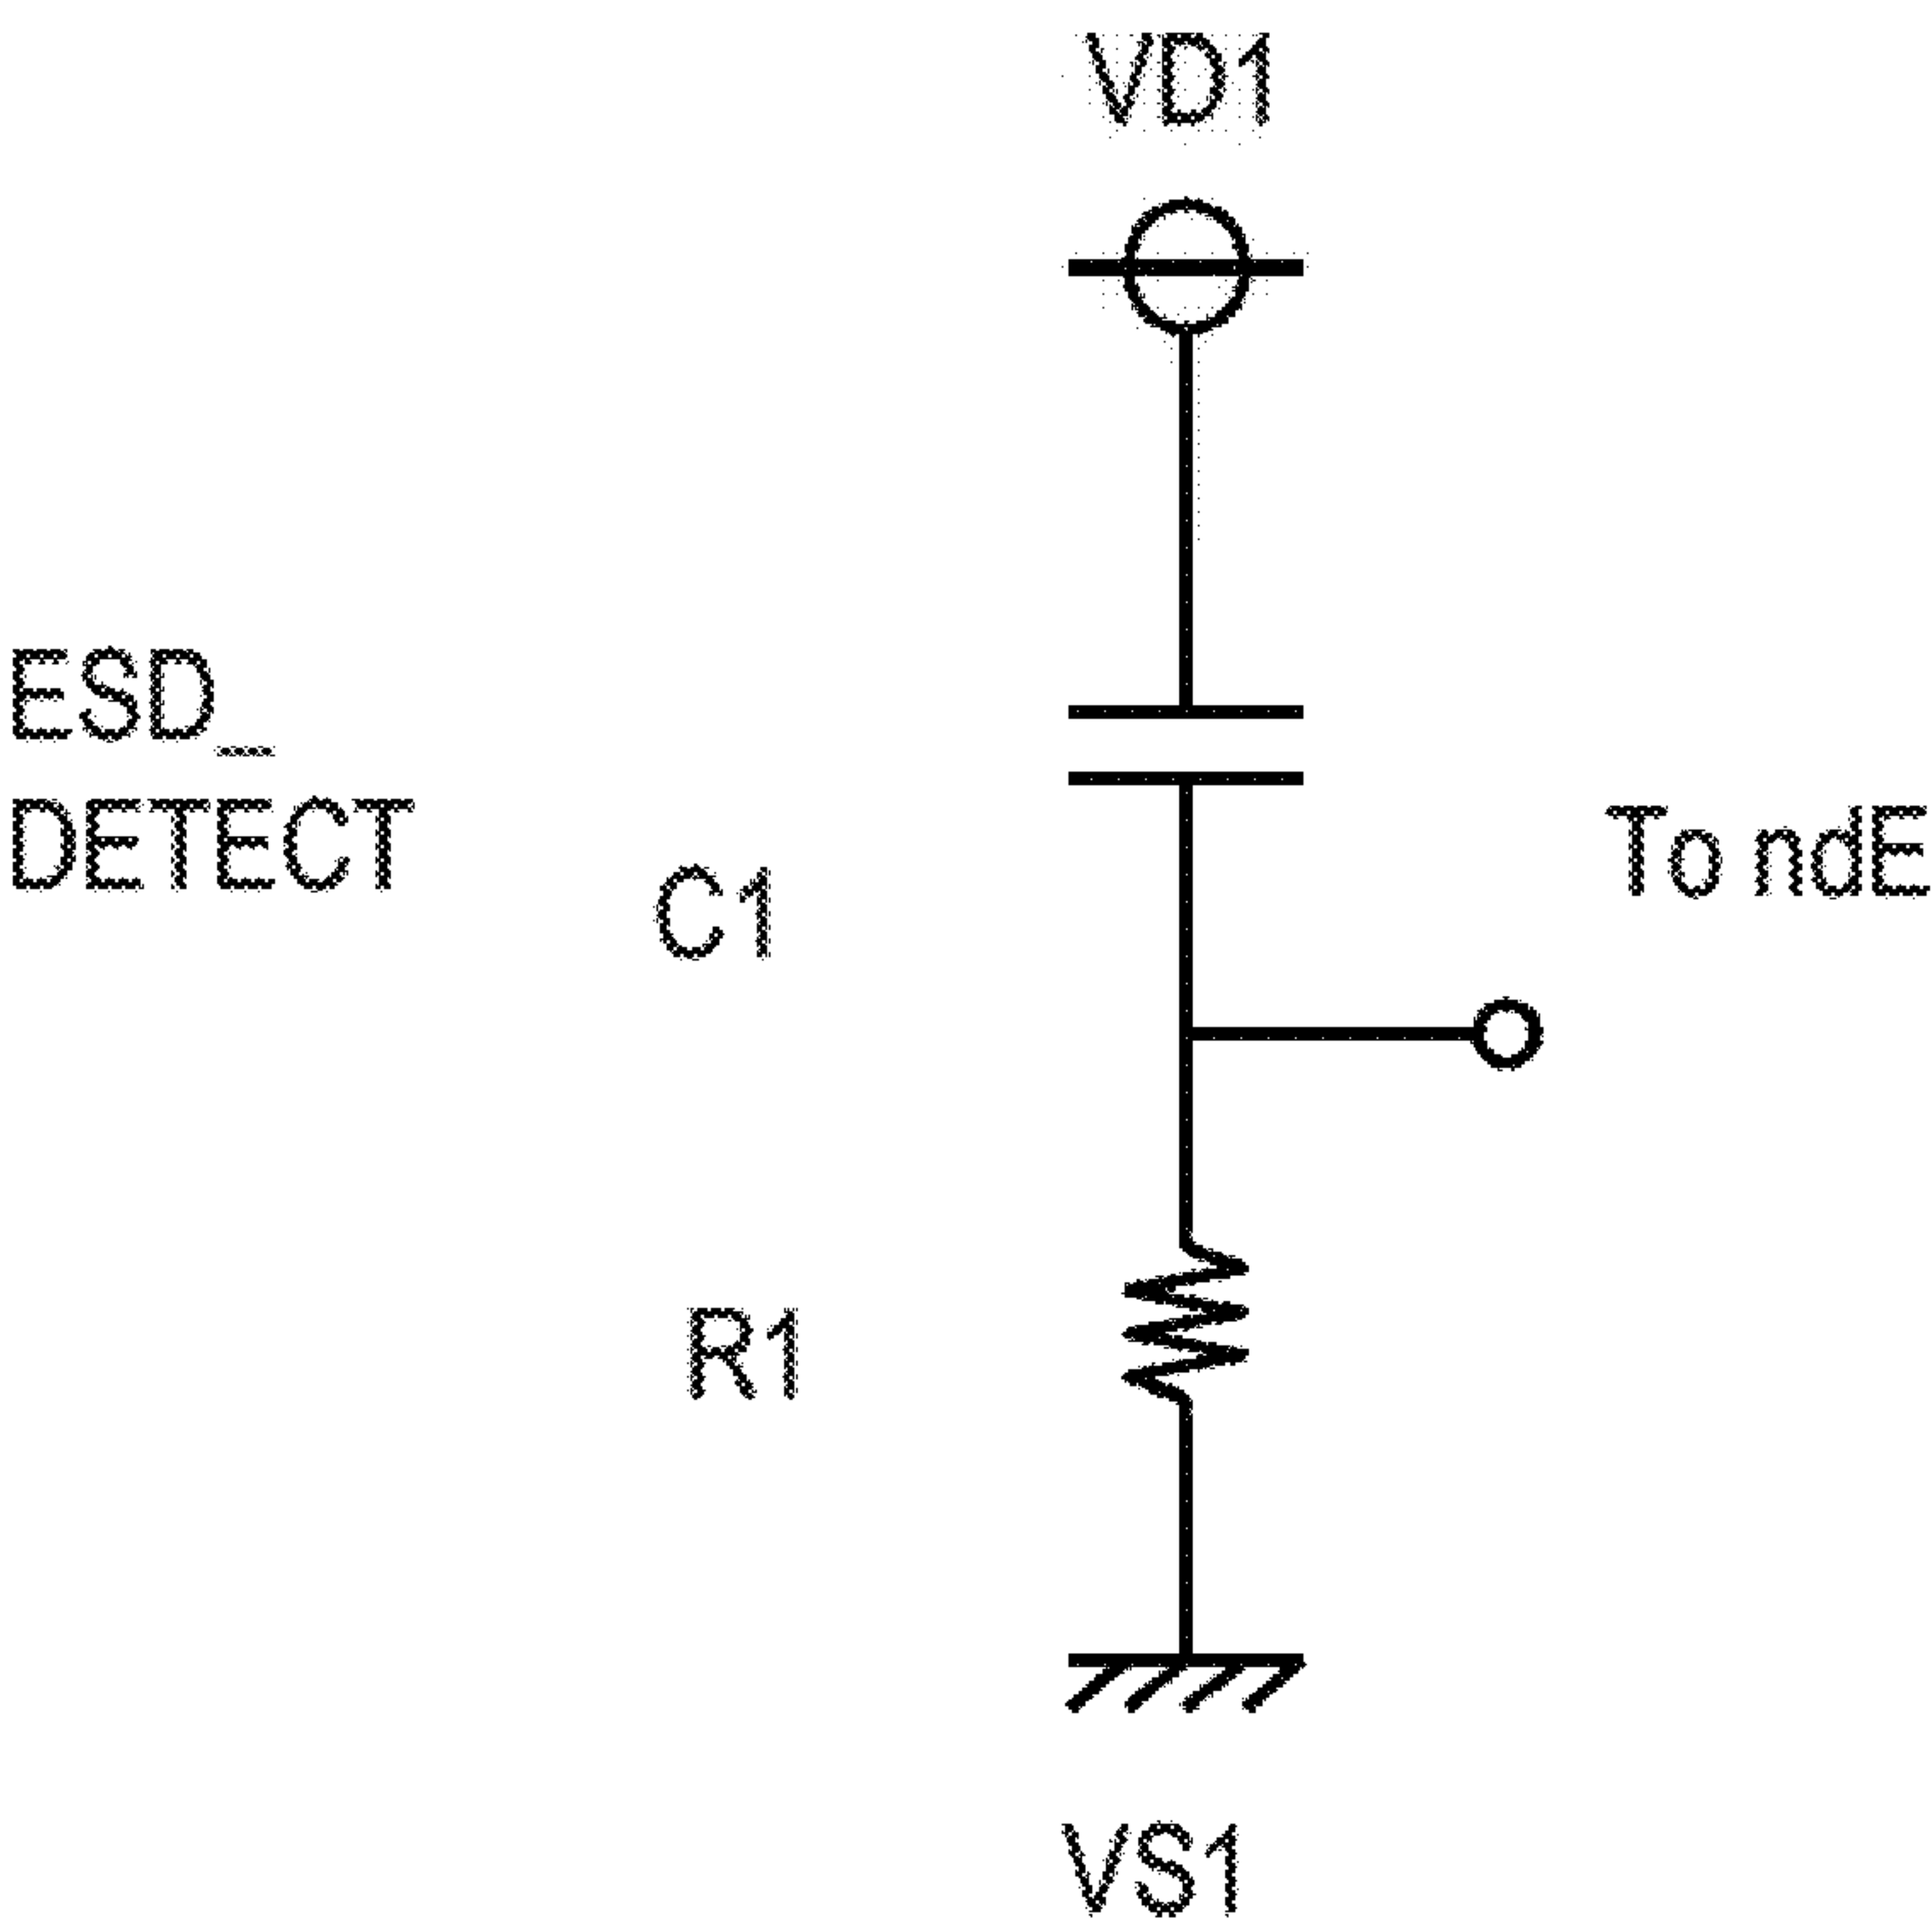 VD1
ESD_
DETECT
C1
To ndE
R1
VS1